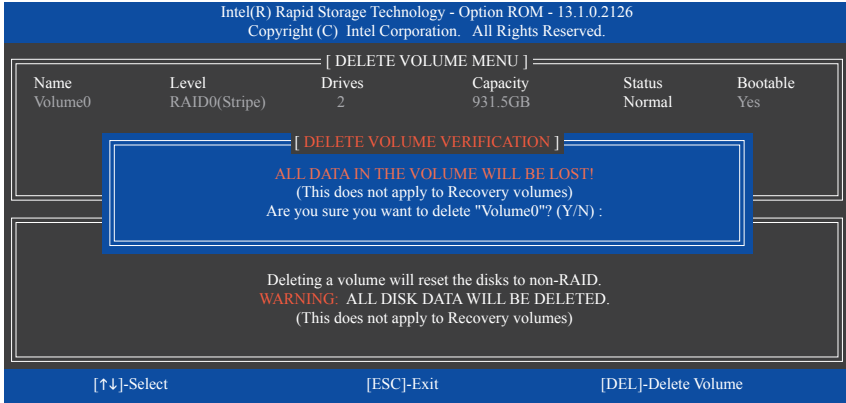 Intel(R) Rapid Storage Technology - Option ROM - 13.1.0.2126
Copyright (C) Intel Corporation. All Rights Reserved.
[ DELETE VOLUME MENU ]
Name Level Drives Capacity Status Bootable
Volume0 RAID0(Stripe) 2 931.5GB Normal Yes
[ DELETE VOLUME VERIFICATION ]
ALL DATA IN THE VOLUME WILL BE LOST!
(This does not apply to Recovery volumes)
Are you sure you want to delete "Volume0"? (Y/N) :
Deleting a volume will reset the disks to non-RAID.
WARNING: ALL DISK DATA WILL BE DELETED.
(This does not apply to Recovery volumes)
[↑↓]-Select [ESC]-Exit [DEL]-Delete Volume